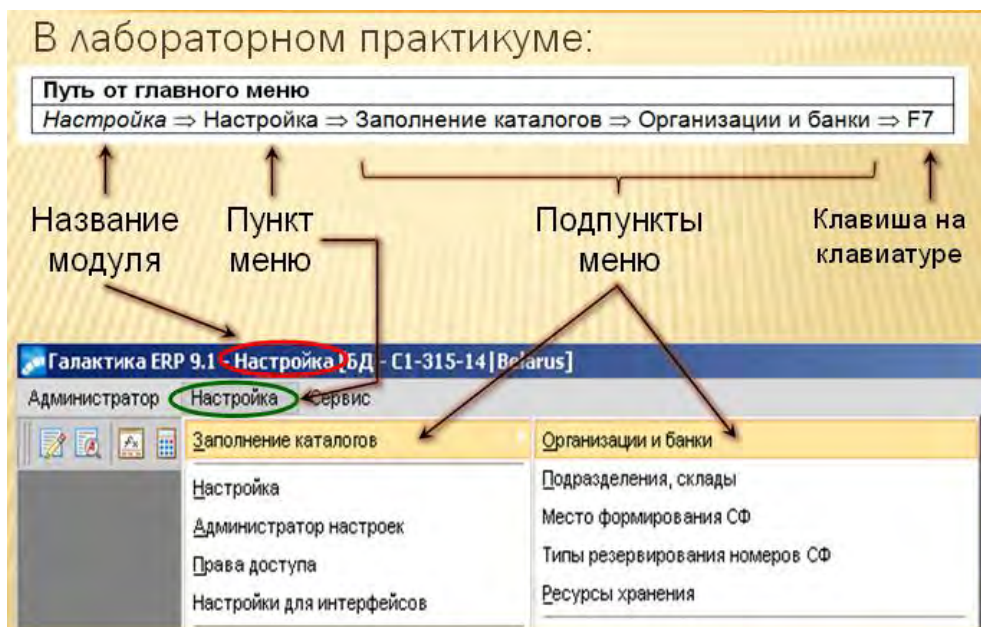 В лабораторном практикуме:
Путь от главного меню
Настройка ⇒ Настройка ⇒ Заполнение каталогов ⇒ Организации и банки ⇒ F7
Название модуля
Пункт меню
Подпункты меню
Клавиша на клавиатуре
Галактика ERP 9.1 - Настройка [БД - C1-315-14|Belarus]
Администратор Настройка Сервис
Заполнение каталогов
Настройка
Администратор настроек
Права доступа
Настройки для интерфейсов
Организации и банки
Подразделения, склады
Место формирования СФ
Типы резервирования номеров СФ
Ресурсы хранения